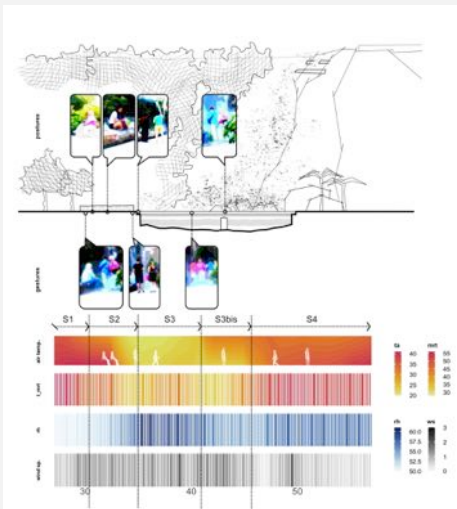 postures
gestures
S1 S2 S3 S3bis S4
air temp.
t_mrt
rh
wind sp.
30 40 50
ta mrt
40 55
35 50
30 45
25 40
20 35
30
rh ws
60.0 3
57.5 2
55.0 1
52.5 0
50.0